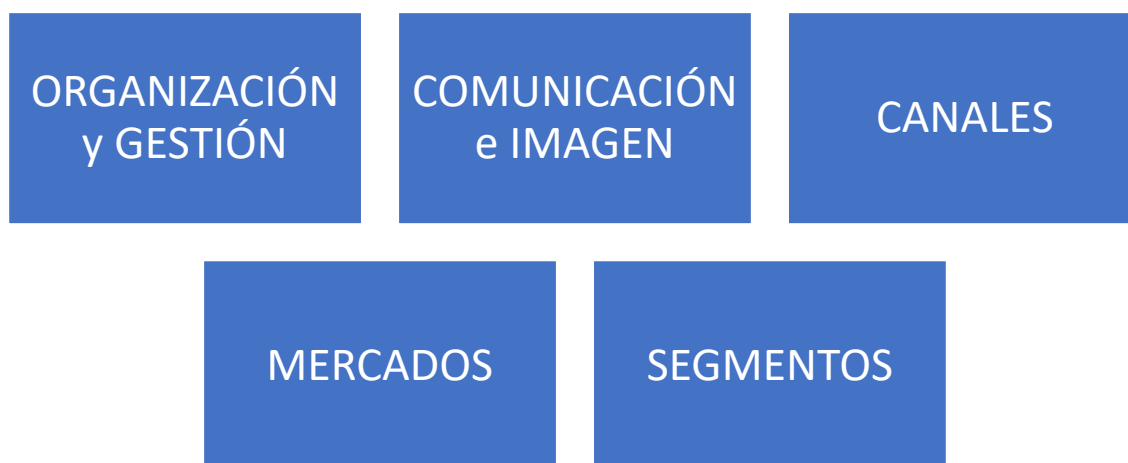 ORGANIZACIÓN
y GESTIÓN
COMUNICACIÓN
e IMAGEN
CANALES
MERCADOS
SEGMENTOS